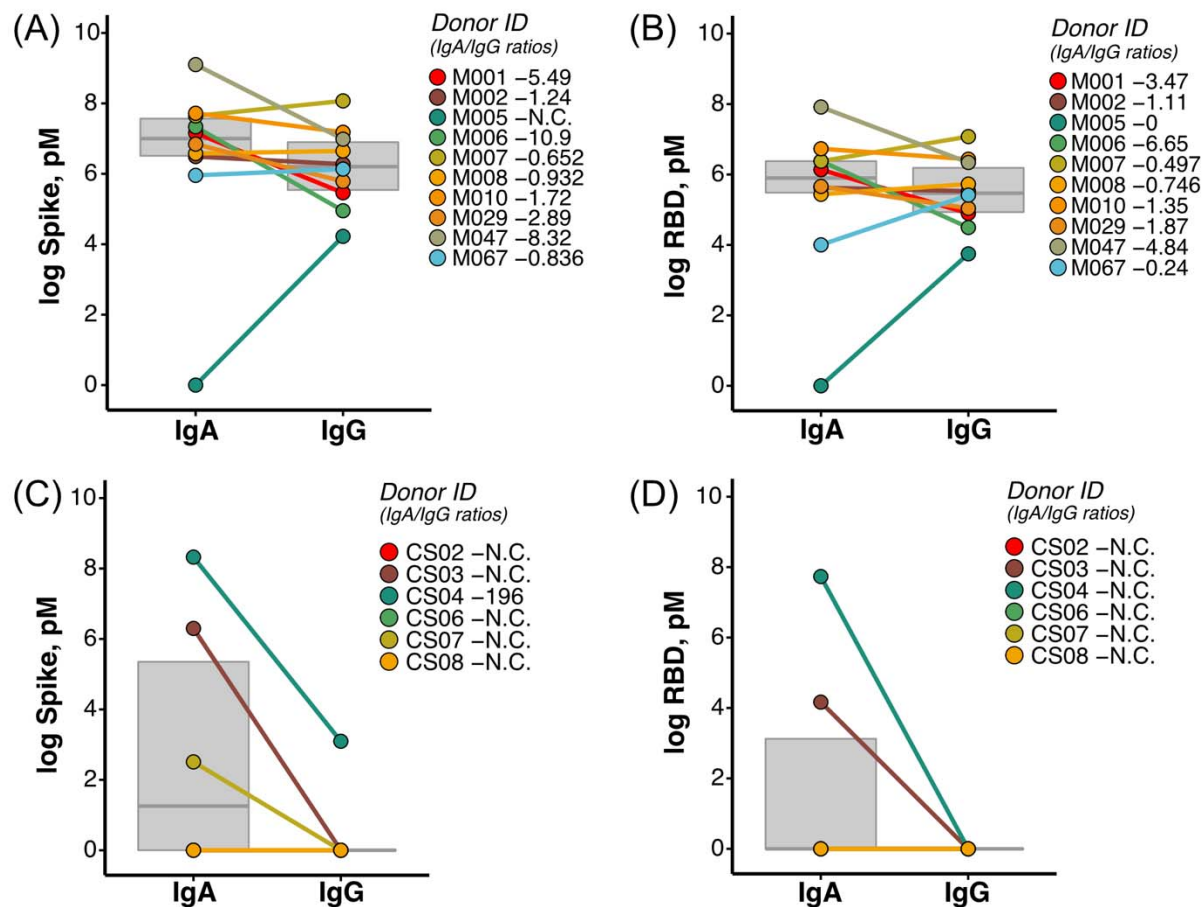 (A)
Donor ID
(IgA/IgG ratios)
M001 −5.49
M002 −1.24
M005 −N.C.
M006 −10.9
M007 −0.652
M008 −0.932
M010 −1.72
M029 −2.89
M047 −8.32
M067 −0.836
log Spike, pM
10
8
6
4
2
0
IgA IgG
(B)
Donor ID
(IgA/IgG ratios)
M001 −3.47
M002 −1.11
M005 −0
M006 −6.65
M007 −0.497
M008 −0.746
M010 −1.35
M029 −1.87
M047 −4.84
M067 −0.24
log RBD, pM
10
8
6
4
2
0
IgA IgG
(C)
Donor ID
(IgA/IgG ratios)
CS02 −N.C.
CS03 −N.C.
CS04 −196
CS06 −N.C.
CS07 −N.C.
CS08 −N.C.
log Spike, pM
10
8
6
4
2
0
IgA IgG
(D)
Donor ID
(IgA/IgG ratios)
CS02 −N.C.
CS03 −N.C.
CS04 −N.C.
CS06 −N.C.
CS07 −N.C.
CS08 −N.C.
log RBD, pM
10
8
6
4
2
0
IgA IgG